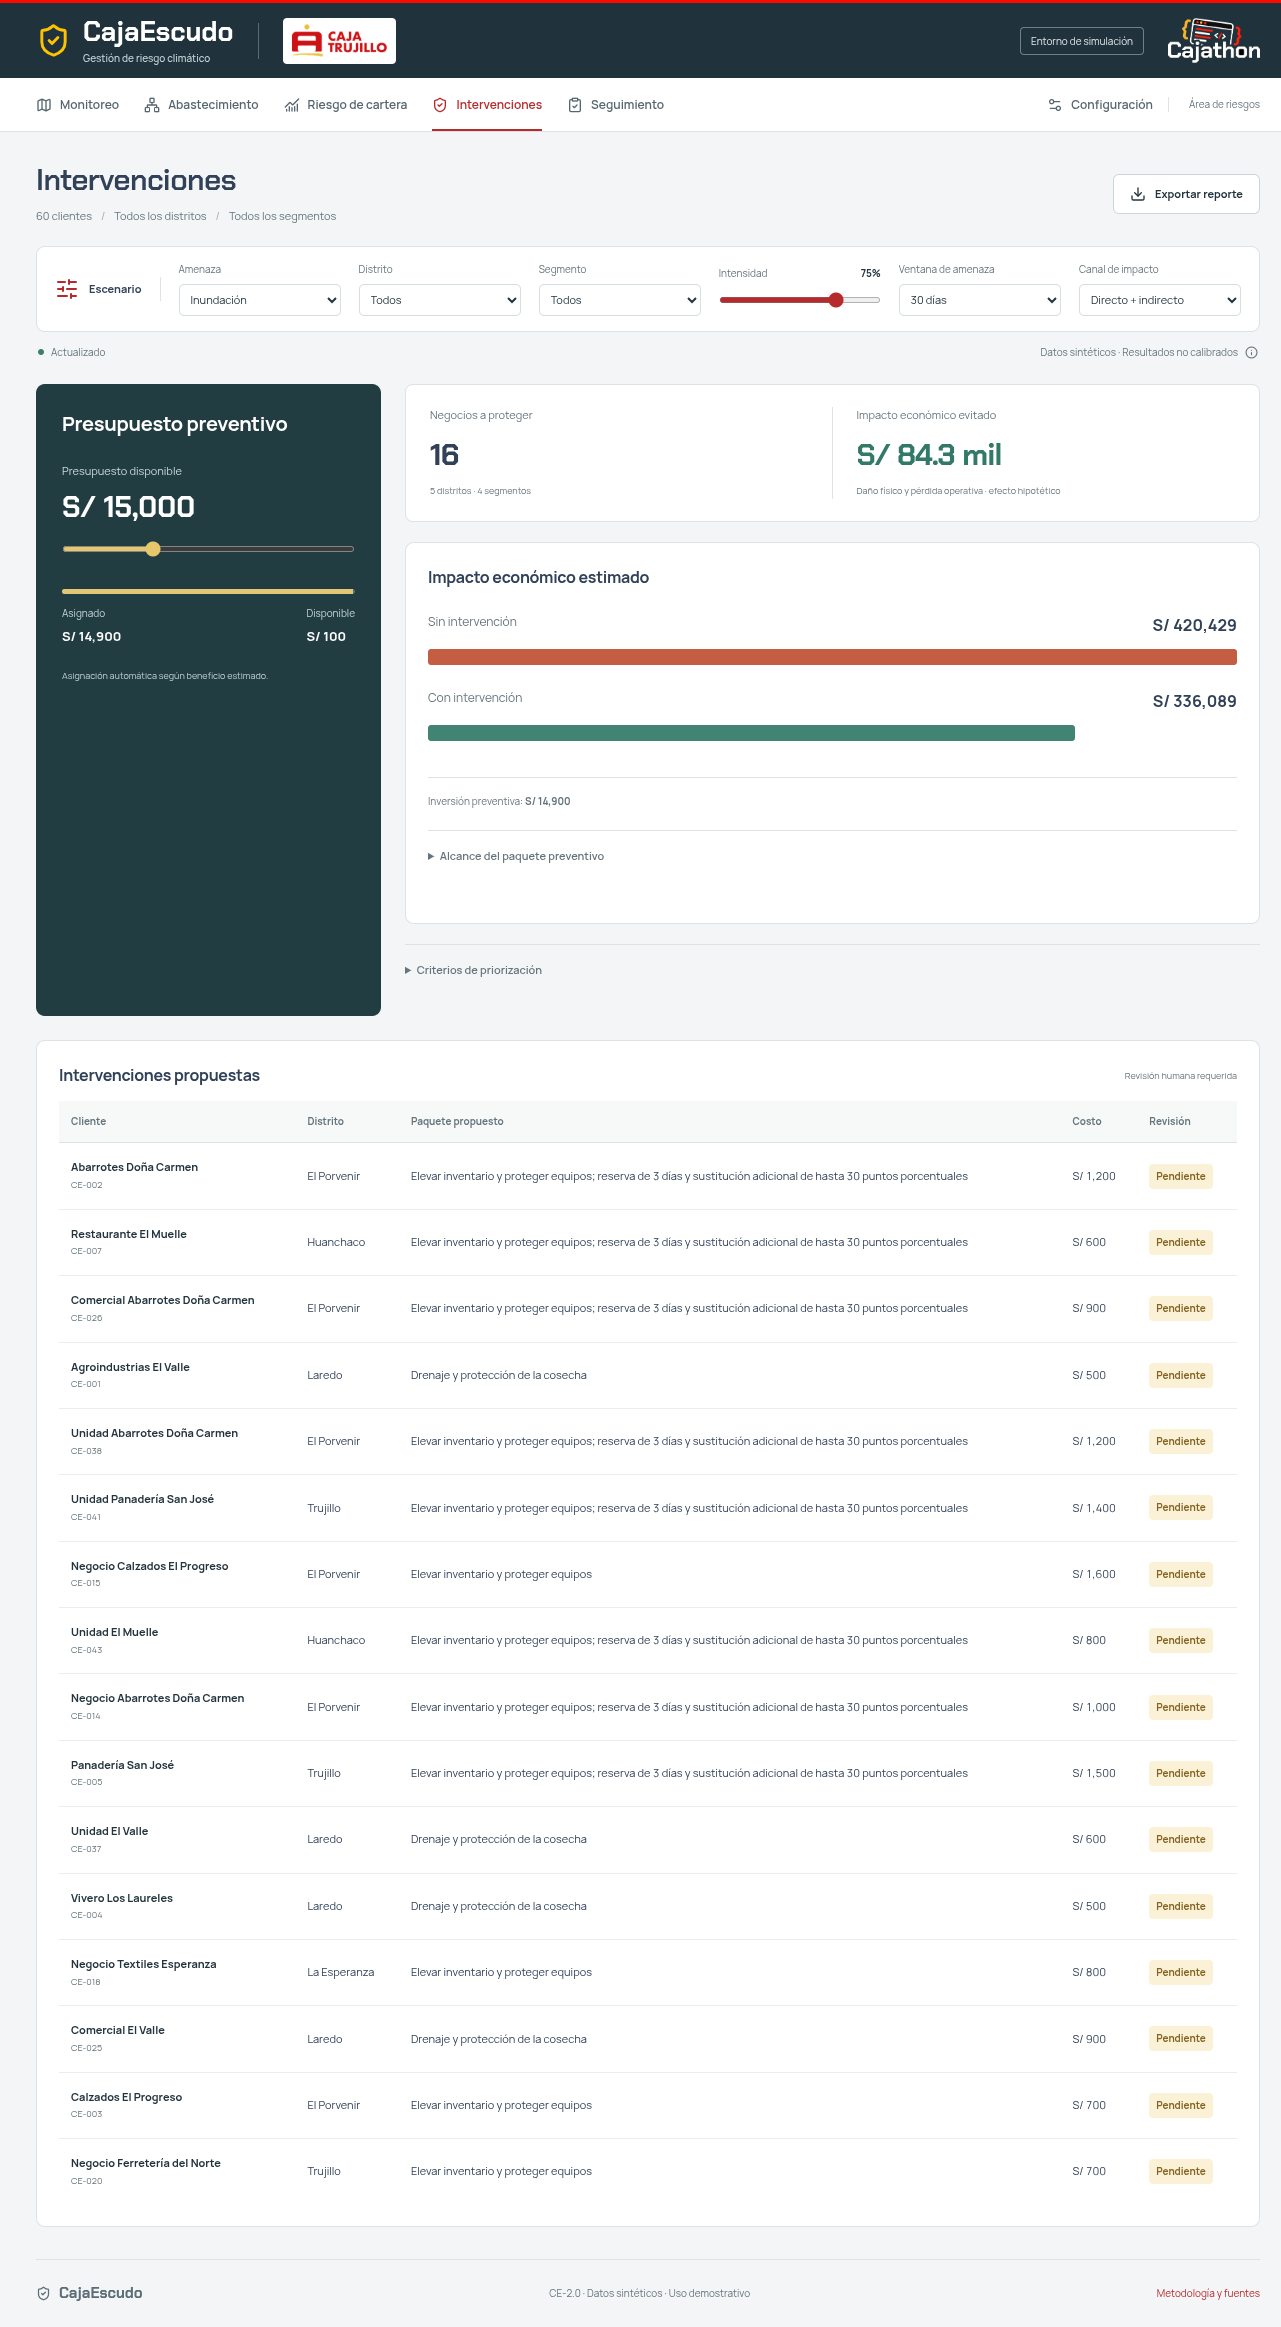 CajaEscudo
Gestión de riesgo climático
CAJA
TRUJILLO
Entorno de simulación
Cajathon
Monitoreo
Abastecimiento
Riesgo de cartera
Intervenciones
Seguimiento
Configuración
Área de riesgos
Intervenciones
60 clientes / Todos los distritos / Todos los segmentos
Exportar reporte
Escenario
Amenaza
Inundación
Distrito
Todos
Segmento
Todos
Intensidad 75%
Ventana de amenaza
30 días
Canal de impacto
Directo + indirecto
Actualizado
Datos sintéticos · Resultados no calibrados
Presupuesto preventivo
Presupuesto disponible
S/ 15,000
Asignado Disponible
S/ 14,900 S/ 100
Asignación automática según beneficio estimado.
Negocios a proteger
16
5 distritos · 4 segmentos
Impacto económico evitado
S/ 84.3 mil
Daño físico y pérdida operativa · efecto hipotético
Impacto económico estimado
Sin intervención S/ 420,429
Con intervención S/ 336,089
Inversión preventiva: S/ 14,900
Alcance del paquete preventivo
Criterios de priorización
Intervenciones propuestas
Revisión humana requerida
Cliente Distrito Paquete propuesto Costo Revisión
Abarrotes Doña Carmen
CE-002
El Porvenir Elevar inventario y proteger equipos; reserva de 3 días y sustitución adicional de hasta 30 puntos porcentuales S/ 1,200 Pendiente
Restaurante El Muelle
CE-007
Huanchaco Elevar inventario y proteger equipos; reserva de 3 días y sustitución adicional de hasta 30 puntos porcentuales S/ 600 Pendiente
Comercial Abarrotes Doña Carmen
CE-026
El Porvenir Elevar inventario y proteger equipos; reserva de 3 días y sustitución adicional de hasta 30 puntos porcentuales S/ 900 Pendiente
Agroindustrias El Valle
CE-001
Laredo Drenaje y protección de la cosecha S/ 500 Pendiente
Unidad Abarrotes Doña Carmen
CE-038
El Porvenir Elevar inventario y proteger equipos; reserva de 3 días y sustitución adicional de hasta 30 puntos porcentuales S/ 1,200 Pendiente
Unidad Panadería San José
CE-041
Trujillo Elevar inventario y proteger equipos; reserva de 3 días y sustitución adicional de hasta 30 puntos porcentuales S/ 1,400 Pendiente
Negocio Calzados El Progreso
CE-015
El Porvenir Elevar inventario y proteger equipos S/ 1,600 Pendiente
Unidad El Muelle
CE-043
Huanchaco Elevar inventario y proteger equipos; reserva de 3 días y sustitución adicional de hasta 30 puntos porcentuales S/ 800 Pendiente
Negocio Abarrotes Doña Carmen
CE-014
El Porvenir Elevar inventario y proteger equipos; reserva de 3 días y sustitución adicional de hasta 30 puntos porcentuales S/ 1,000 Pendiente
Panadería San José
CE-005
Trujillo Elevar inventario y proteger equipos; reserva de 3 días y sustitución adicional de hasta 30 puntos porcentuales S/ 1,500 Pendiente
Unidad El Valle
CE-037
Laredo Drenaje y protección de la cosecha S/ 600 Pendiente
Vivero Los Laureles
CE-004
Laredo Drenaje y protección de la cosecha S/ 500 Pendiente
Negocio Textiles Esperanza
CE-018
La Esperanza Elevar inventario y proteger equipos S/ 800 Pendiente
Comercial El Valle
CE-025
Laredo Drenaje y protección de la cosecha S/ 900 Pendiente
Calzados El Progreso
CE-003
El Porvenir Elevar inventario y proteger equipos S/ 700 Pendiente
Negocio Ferretería del Norte
CE-020
Trujillo Elevar inventario y proteger equipos S/ 700 Pendiente
CajaEscudo
CE-2.0 · Datos sintéticos · Uso demostrativo
Metodología y fuentes